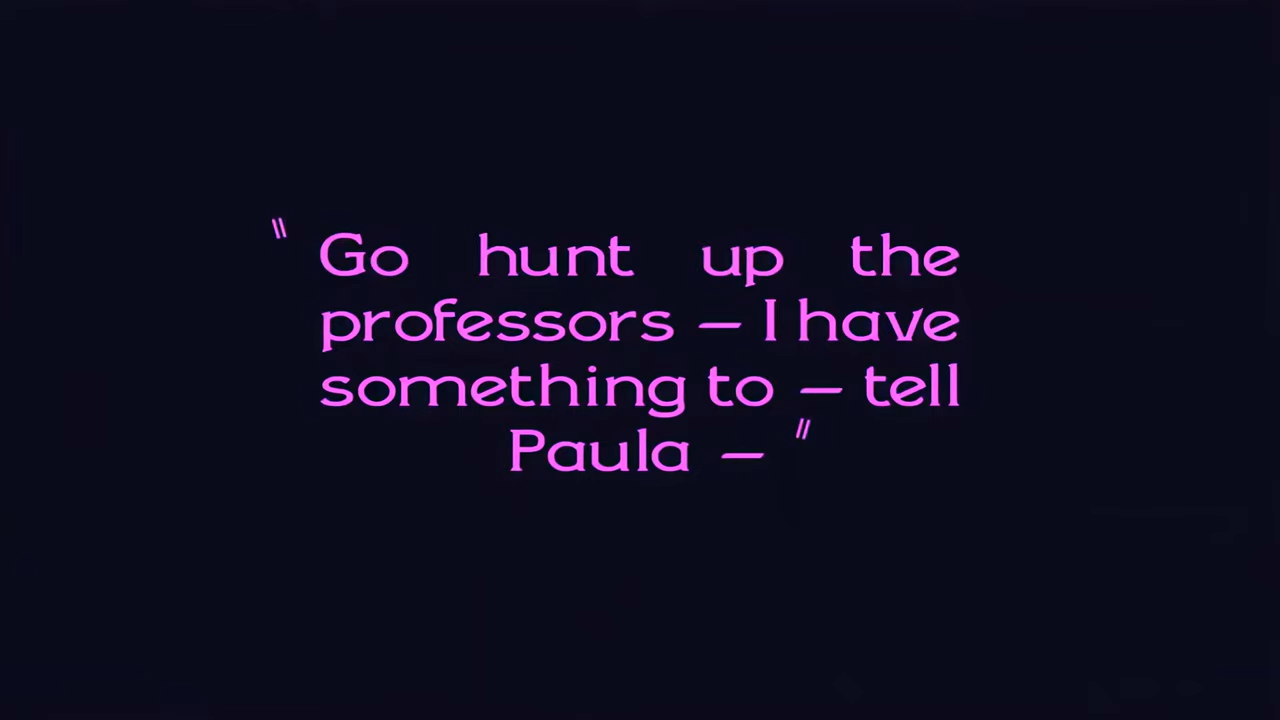 "Go hunt up the
professors – I have
something to – tell
Paula – "